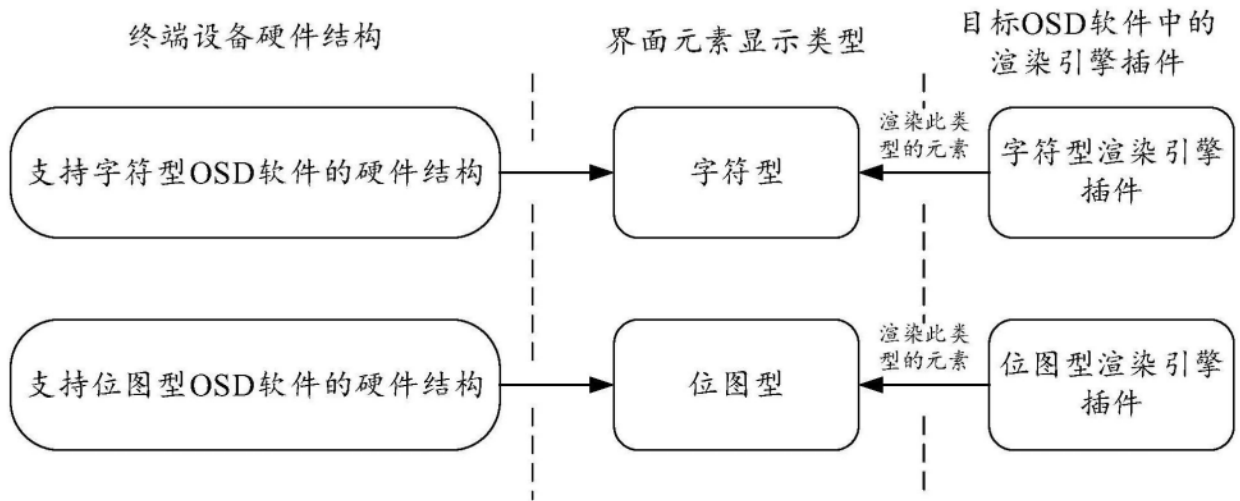 终端设备硬件结构
界面元素显示类型
目标OSD软件中的
渲染引擎插件
支持字符型OSD软件的硬件结构
字符型
渲染此类
型的元素
字符型渲染引擎
插件
支持位图型OSD软件的硬件结构
位图型
渲染此类
型的元素
位图型渲染引擎
插件